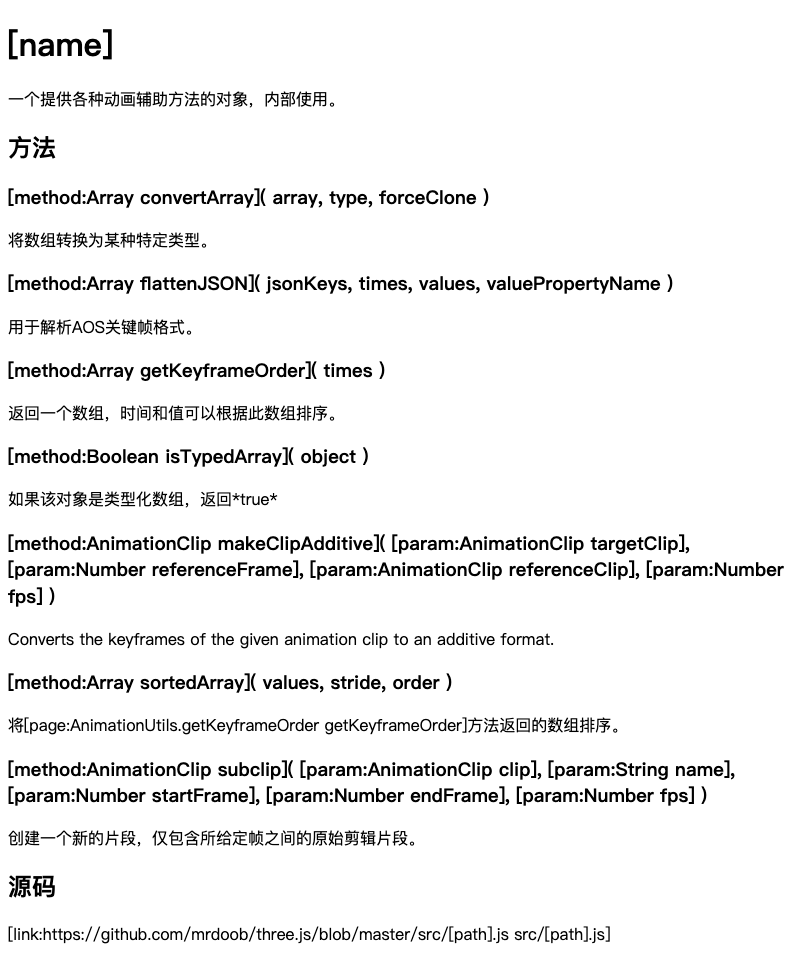 [name]
一个提供各种动画辅助方法的对象，内部使用。
方法
[method:Array convertArray]( array, type, forceClone )
将数组转换为某种特定类型。
[method:Array flattenJSON]( jsonKeys, times, values, valuePropertyName )
用于解析AOS关键帧格式。
[method:Array getKeyframeOrder]( times )
返回一个数组，时间和值可以根据此数组排序。
[method:Boolean isTypedArray]( object )
如果该对象是类型化数组，返回*true*
[method:AnimationClip makeClipAdditive]( [param:AnimationClip targetClip],
[param:Number referenceFrame], [param:AnimationClip referenceClip], [param:Number
fps] )
Converts the keyframes of the given animation clip to an additive format.
[method:Array sortedArray]( values, stride, order )
将[page:AnimationUtils.getKeyframeOrder getKeyframeOrder]方法返回的数组排序。
[method:AnimationClip subclip]( [param:AnimationClip clip], [param:String name],
[param:Number startFrame], [param:Number endFrame], [param:Number fps] )
创建一个新的片段，仅包含所给定帧之间的原始剪辑片段。
源码
[link:https://github.com/mrdoob/three.js/blob/master/src/[path].js src/[path].js]